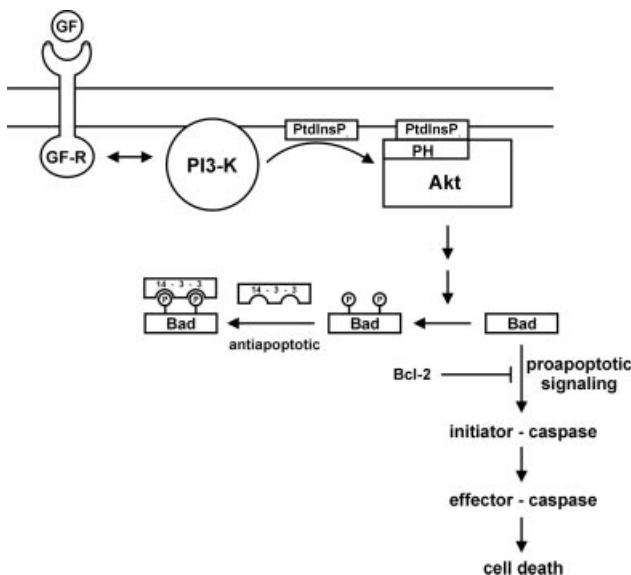 GF
GF-R
PI3-K
PtdInsP
PtdInsP
PH
Akt
14 - 3 - 3
P P
Bad
14 - 3 - 3
antiapoptotic
P P
Bad
Bad
Bcl-2
proapoptotic
signaling
initiator - caspase
effector - caspase
cell death